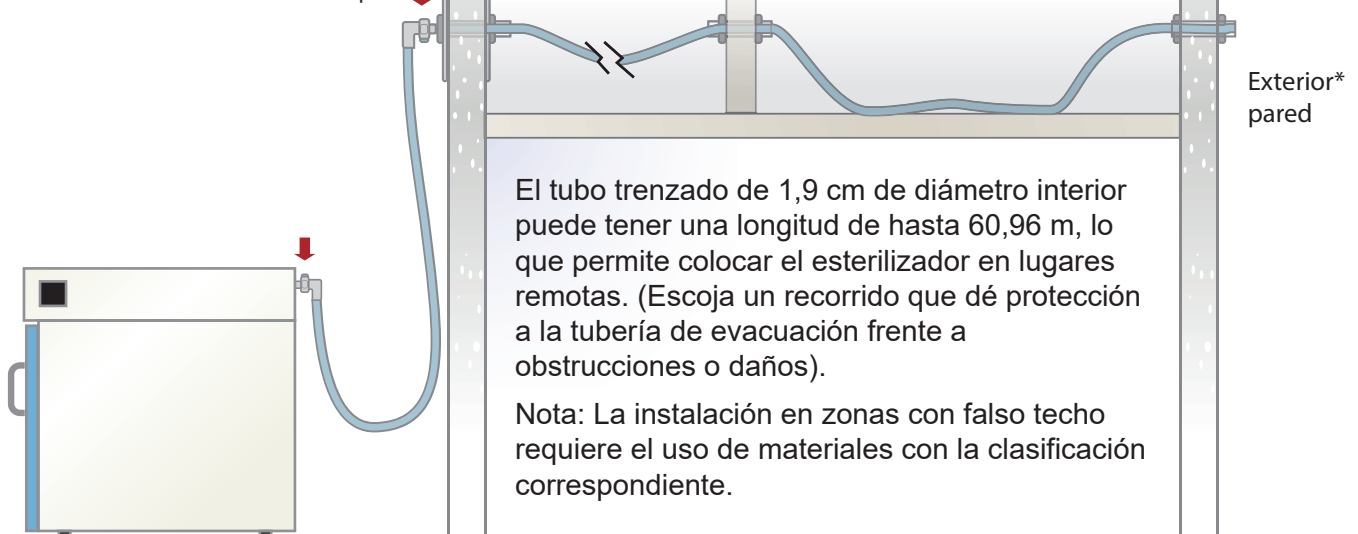 Exterior*
pared
El tubo trenzado de 1,9 cm de diámetro interior
puede tener una longitud de hasta 60,96 m, lo
que permite colocar el esterilizador en lugares
remotas. (Escoja un recorrido que dé protección
a la tubería de evacuación frente a
obstrucciones o daños).
Nota: La instalación en zonas con falso techo
requiere el uso de materiales con la clasificación
correspondiente.